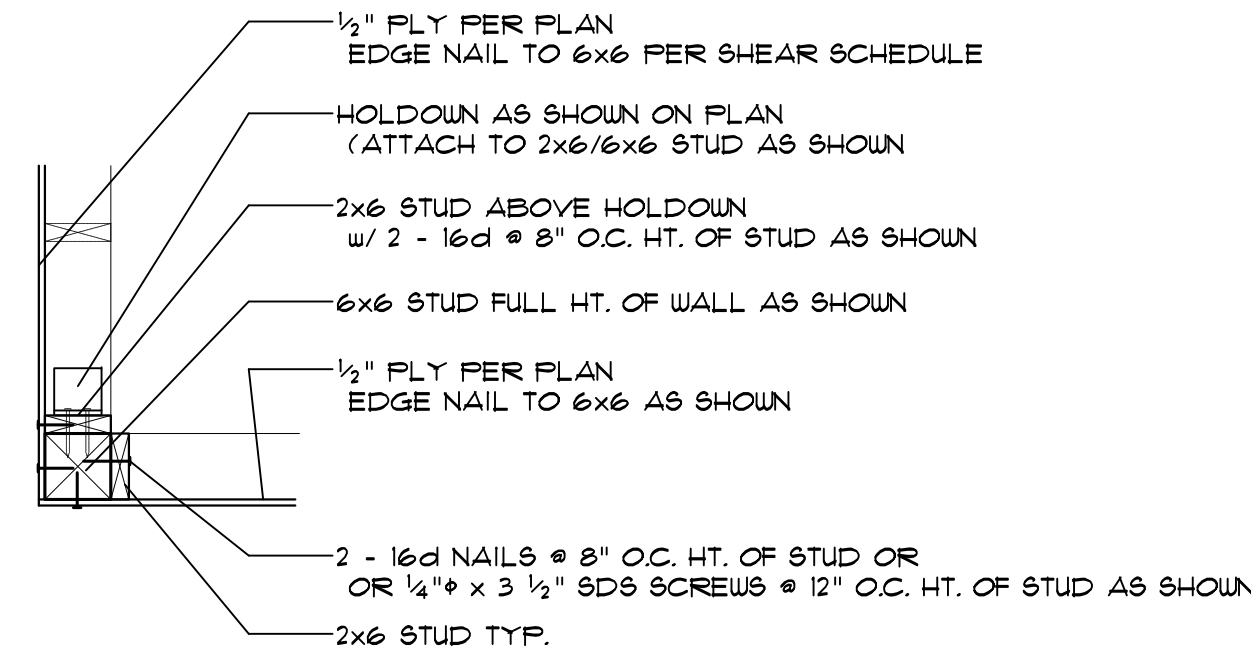 ½" PLY PER PLAN
EDGE NAIL TO 6x6 PER SHEAR SCHEDULE
HOLDOWN AS SHOWN ON PLAN
(ATTACH TO 2x6/6x6 STUD AS SHOWN
2x6 STUD ABOVE HOLDOWN
w/ 2 - 16d @ 8" O.C. HT. OF STUD AS SHOWN
6x6 STUD FULL HT. OF WALL AS SHOWN
½" PLY PER PLAN
EDGE NAIL TO 6x6 AS SHOWN
2 - 16d NAILS @ 8" O.C. HT. OF STUD OR
OR ¼"ϕ x 3 ½" SDS SCREWS @ 12" O.C. HT. OF STUD AS SHOWN
2x6 STUD TYP.